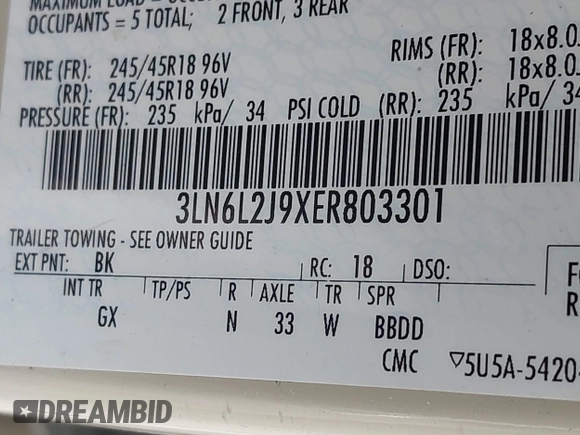 OCCUPANTS = 5 TOTAL; 2 FRONT, 3 REAR
TIRE (FR): 245/45R18 96V RIMS (FR): 18x8.0
(RR): 245/45R18 96V (RR): 18x8.0
PRESSURE (FR): 235 kPa/ 34 PSI COLD (RR): 235 kPa/ 34
3LN6L2J9XER803301
TRAILER TOWING - SEE OWNER GUIDE
EXT PNT: BK RC: 18 DSO:
INT TR TP/PS R AXLE TR SPR
GX N 33 W BBDD
CMC ▽5U5A-5420
DREAMBID